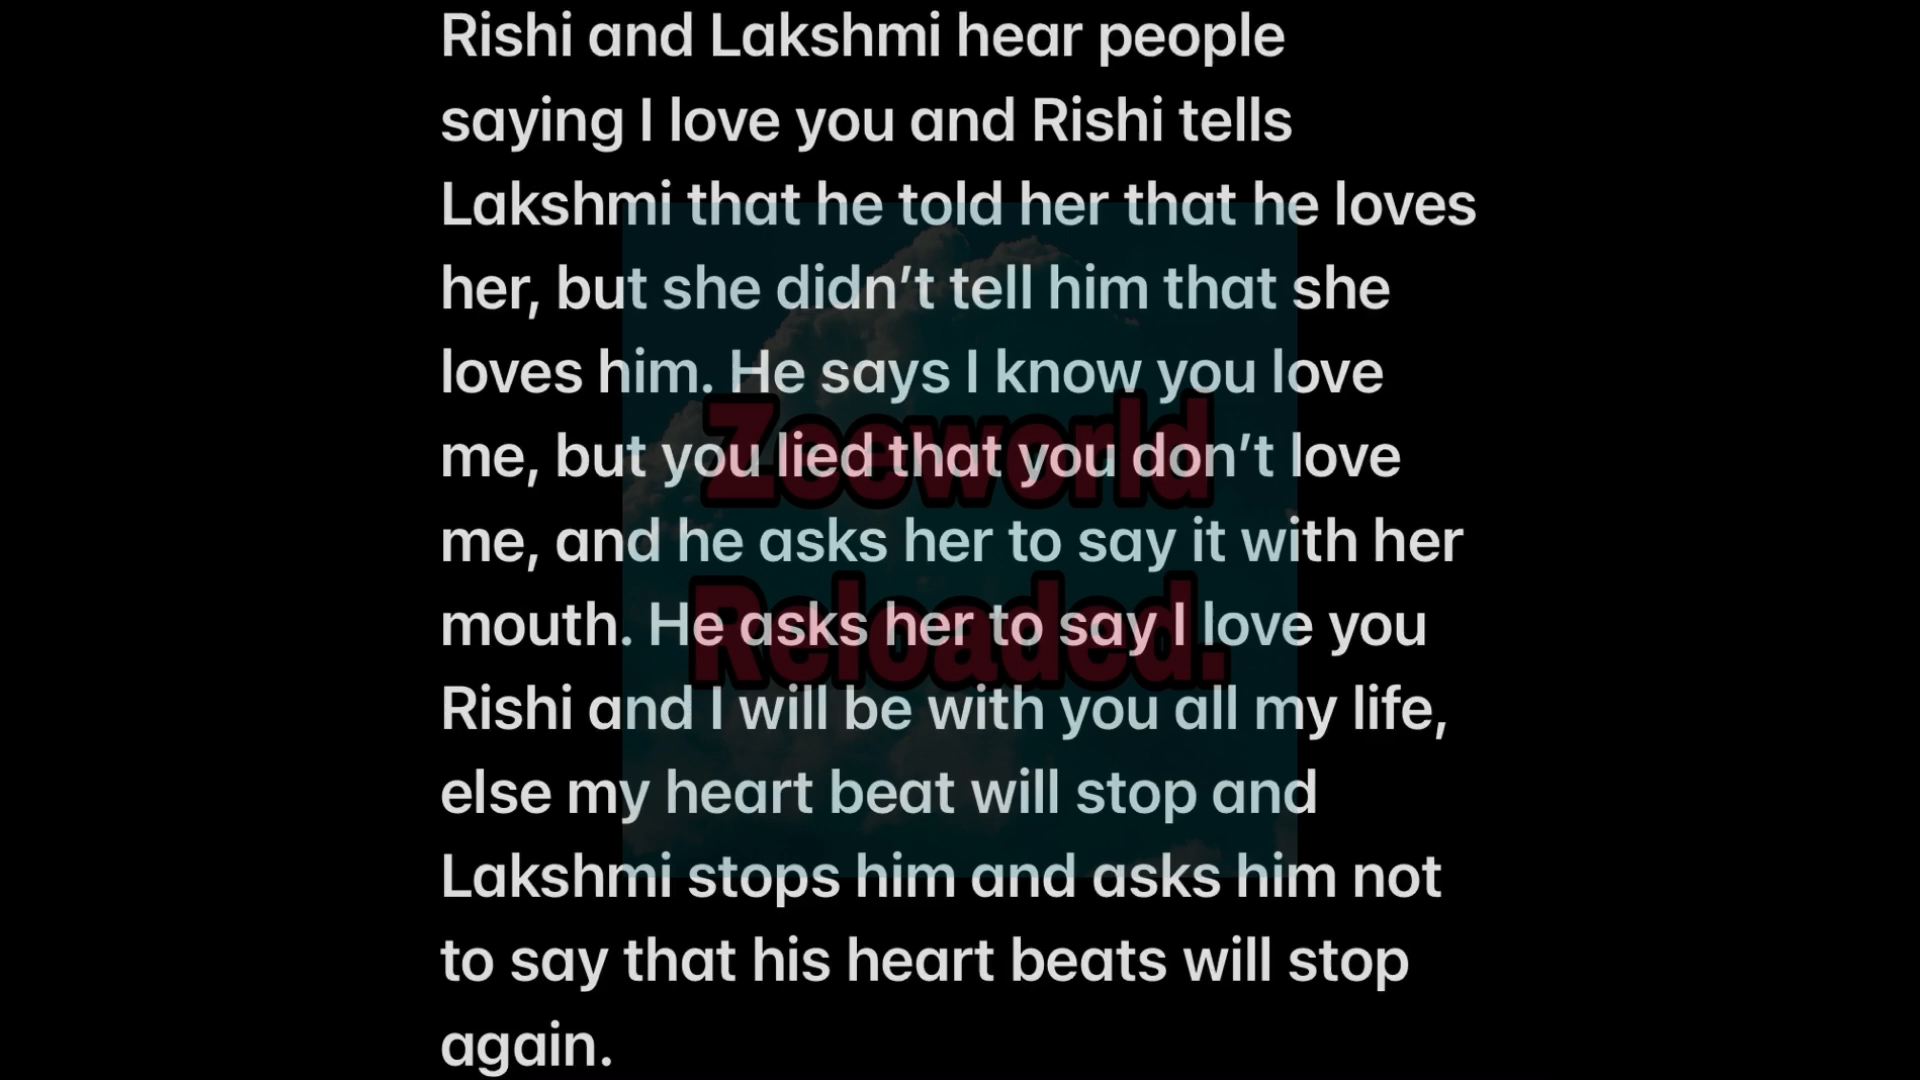 Rishi and Lakshmi hear people
saying I love you and Rishi tells
Lakshmi that he told her that he loves
her, but she didn’t tell him that she
loves him. He says I know you love
me, but you lied that you don’t love
me, and he asks her to say it with her
mouth. He asks her to say I love you
Rishi and I will be with you all my life,
else my heart beat will stop and
Lakshmi stops him and asks him not
to say that his heart beats will stop
again.
Zeeworld
Reloaded.